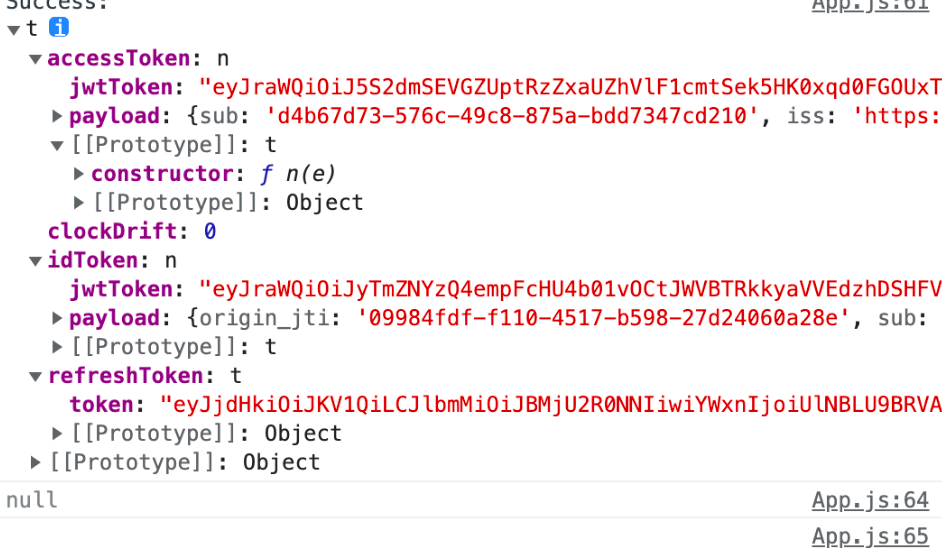 Success: App.js:61
▼ t i
▼ accessToken: n
jwtToken: "eyJraWQiOiJ5S2dmSEVGZUptRzZxaUZhVlF1cmtSek5HK0xqd0FGOUxT
▶ payload: {sub: 'd4b67d73-576c-49c8-875a-bdd7347cd210', iss: 'https:
▼ [[Prototype]]: t
▶ constructor: ƒ n(e)
▶ [[Prototype]]: Object
clockDrift: 0
▼ idToken: n
jwtToken: "eyJraWQiOiJyTmZNYzQ4empFcHU4b01vOCtJWVBTRkkyaVVEdzhDSHFV
▶ payload: {origin_jti: '09984fdf-f110-4517-b598-27d24060a28e', sub:
▶ [[Prototype]]: t
▼ refreshToken: t
token: "eyJjdHkiOiJKV1QiLCJlbmMiOiJBMjU2R0NNIiwiYWxnIjoiUlNBLU9BRVA
▶ [[Prototype]]: Object
▶ [[Prototype]]: Object
null App.js:64
App.js:65